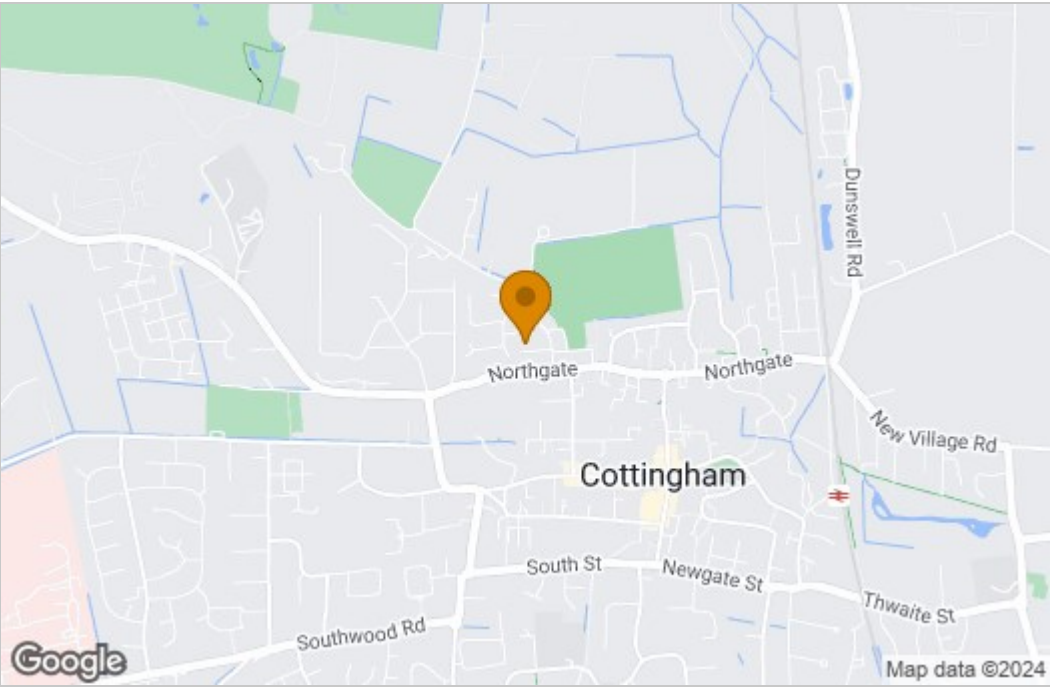 Dunswell Rd
Northgate
Northgate
New Village Rd
Cottingham
South St
Newgate St
Thwaite St
Southwood Rd
Google
Map data ©2024